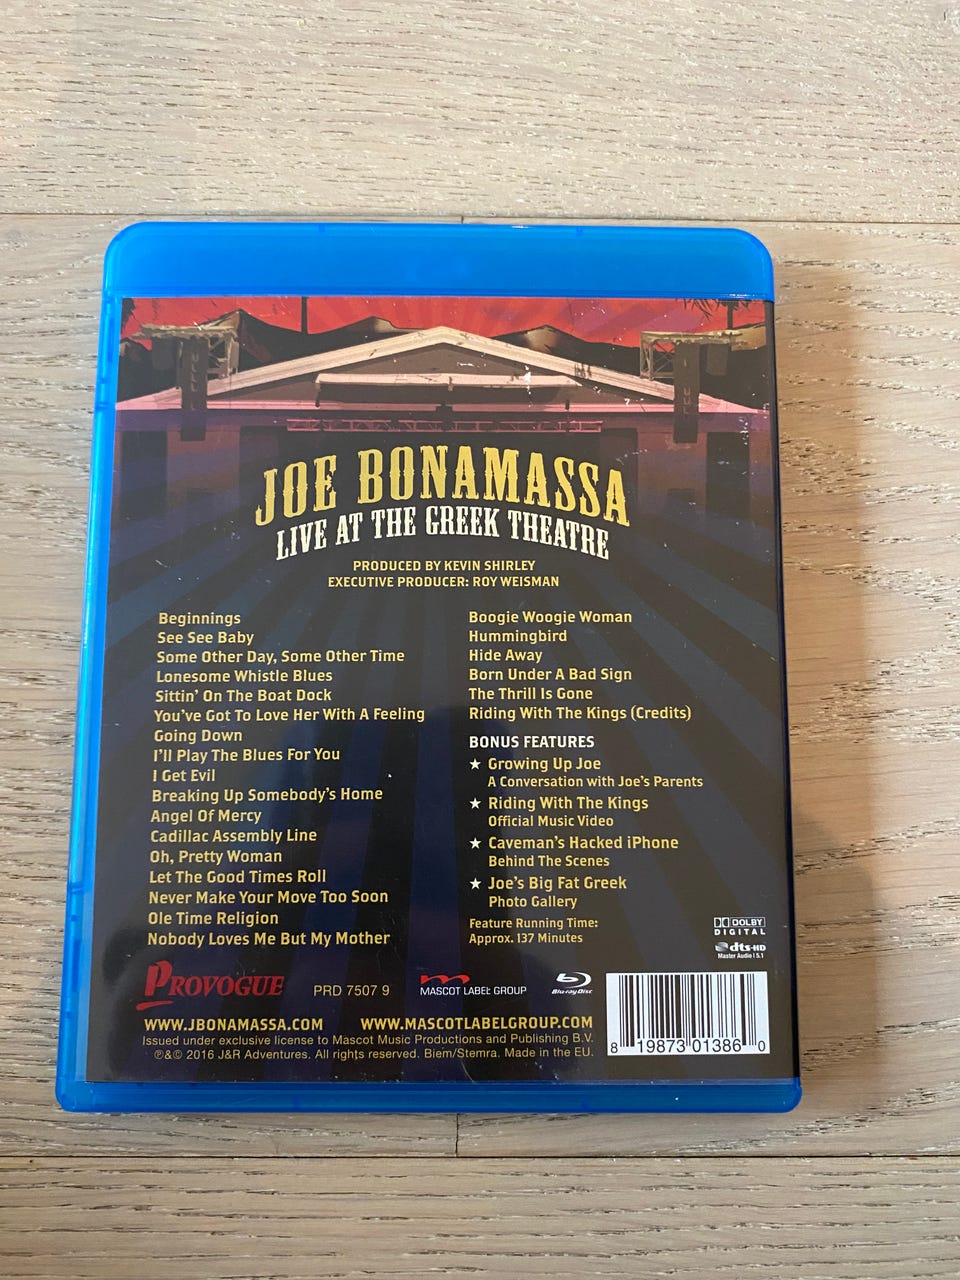 JOE BONAMASSA
LIVE AT THE GREEK THEATRE
PRODUCED BY KEVIN SHIRLEY
EXECUTIVE PRODUCER: ROY WEISMAN
Beginnings
See See Baby
Some Other Day, Some Other Time
Lonesome Whistle Blues
Sittin' On The Boat Dock
You've Got To Love Her With A Feeling
Going Down
I'll Play The Blues For You
I Get Evil
Breaking Up Somebody's Home
Angel Of Mercy
Cadillac Assembly Line
Oh, Pretty Woman
Let The Good Times Roll
Never Make Your Move Too Soon
Ole Time Religion
Nobody Loves Me But My Mother
Boogie Woogie Woman
Hummingbird
Hide Away
Born Under A Bad Sign
The Thrill Is Gone
Riding With The Kings (Credits)
BONUS FEATURES
★ Growing Up Joe
A Conversation with Joe's Parents
★ Riding With The Kings
Official Music Video
★ Caveman's Hacked iPhone
Behind The Scenes
★ Joe's Big Fat Greek
Photo Gallery
Feature Running Time:
Approx. 137 Minutes
DOLBY
DIGITAL
dts-HD
Master Audio | 5.1
PROVOGUE
PRD 7507 9
MASCOT LABEL GROUP
Blu-ray Disc
WWW.JBONAMASSA.COM WWW.MASCOTLABELGROUP.COM
Issued under exclusive license to Mascot Music Productions and Publishing B.V.
℗&© 2016 J&R Adventures. All rights reserved. Biem/Stemra. Made in the EU.
8 19873 01386 0